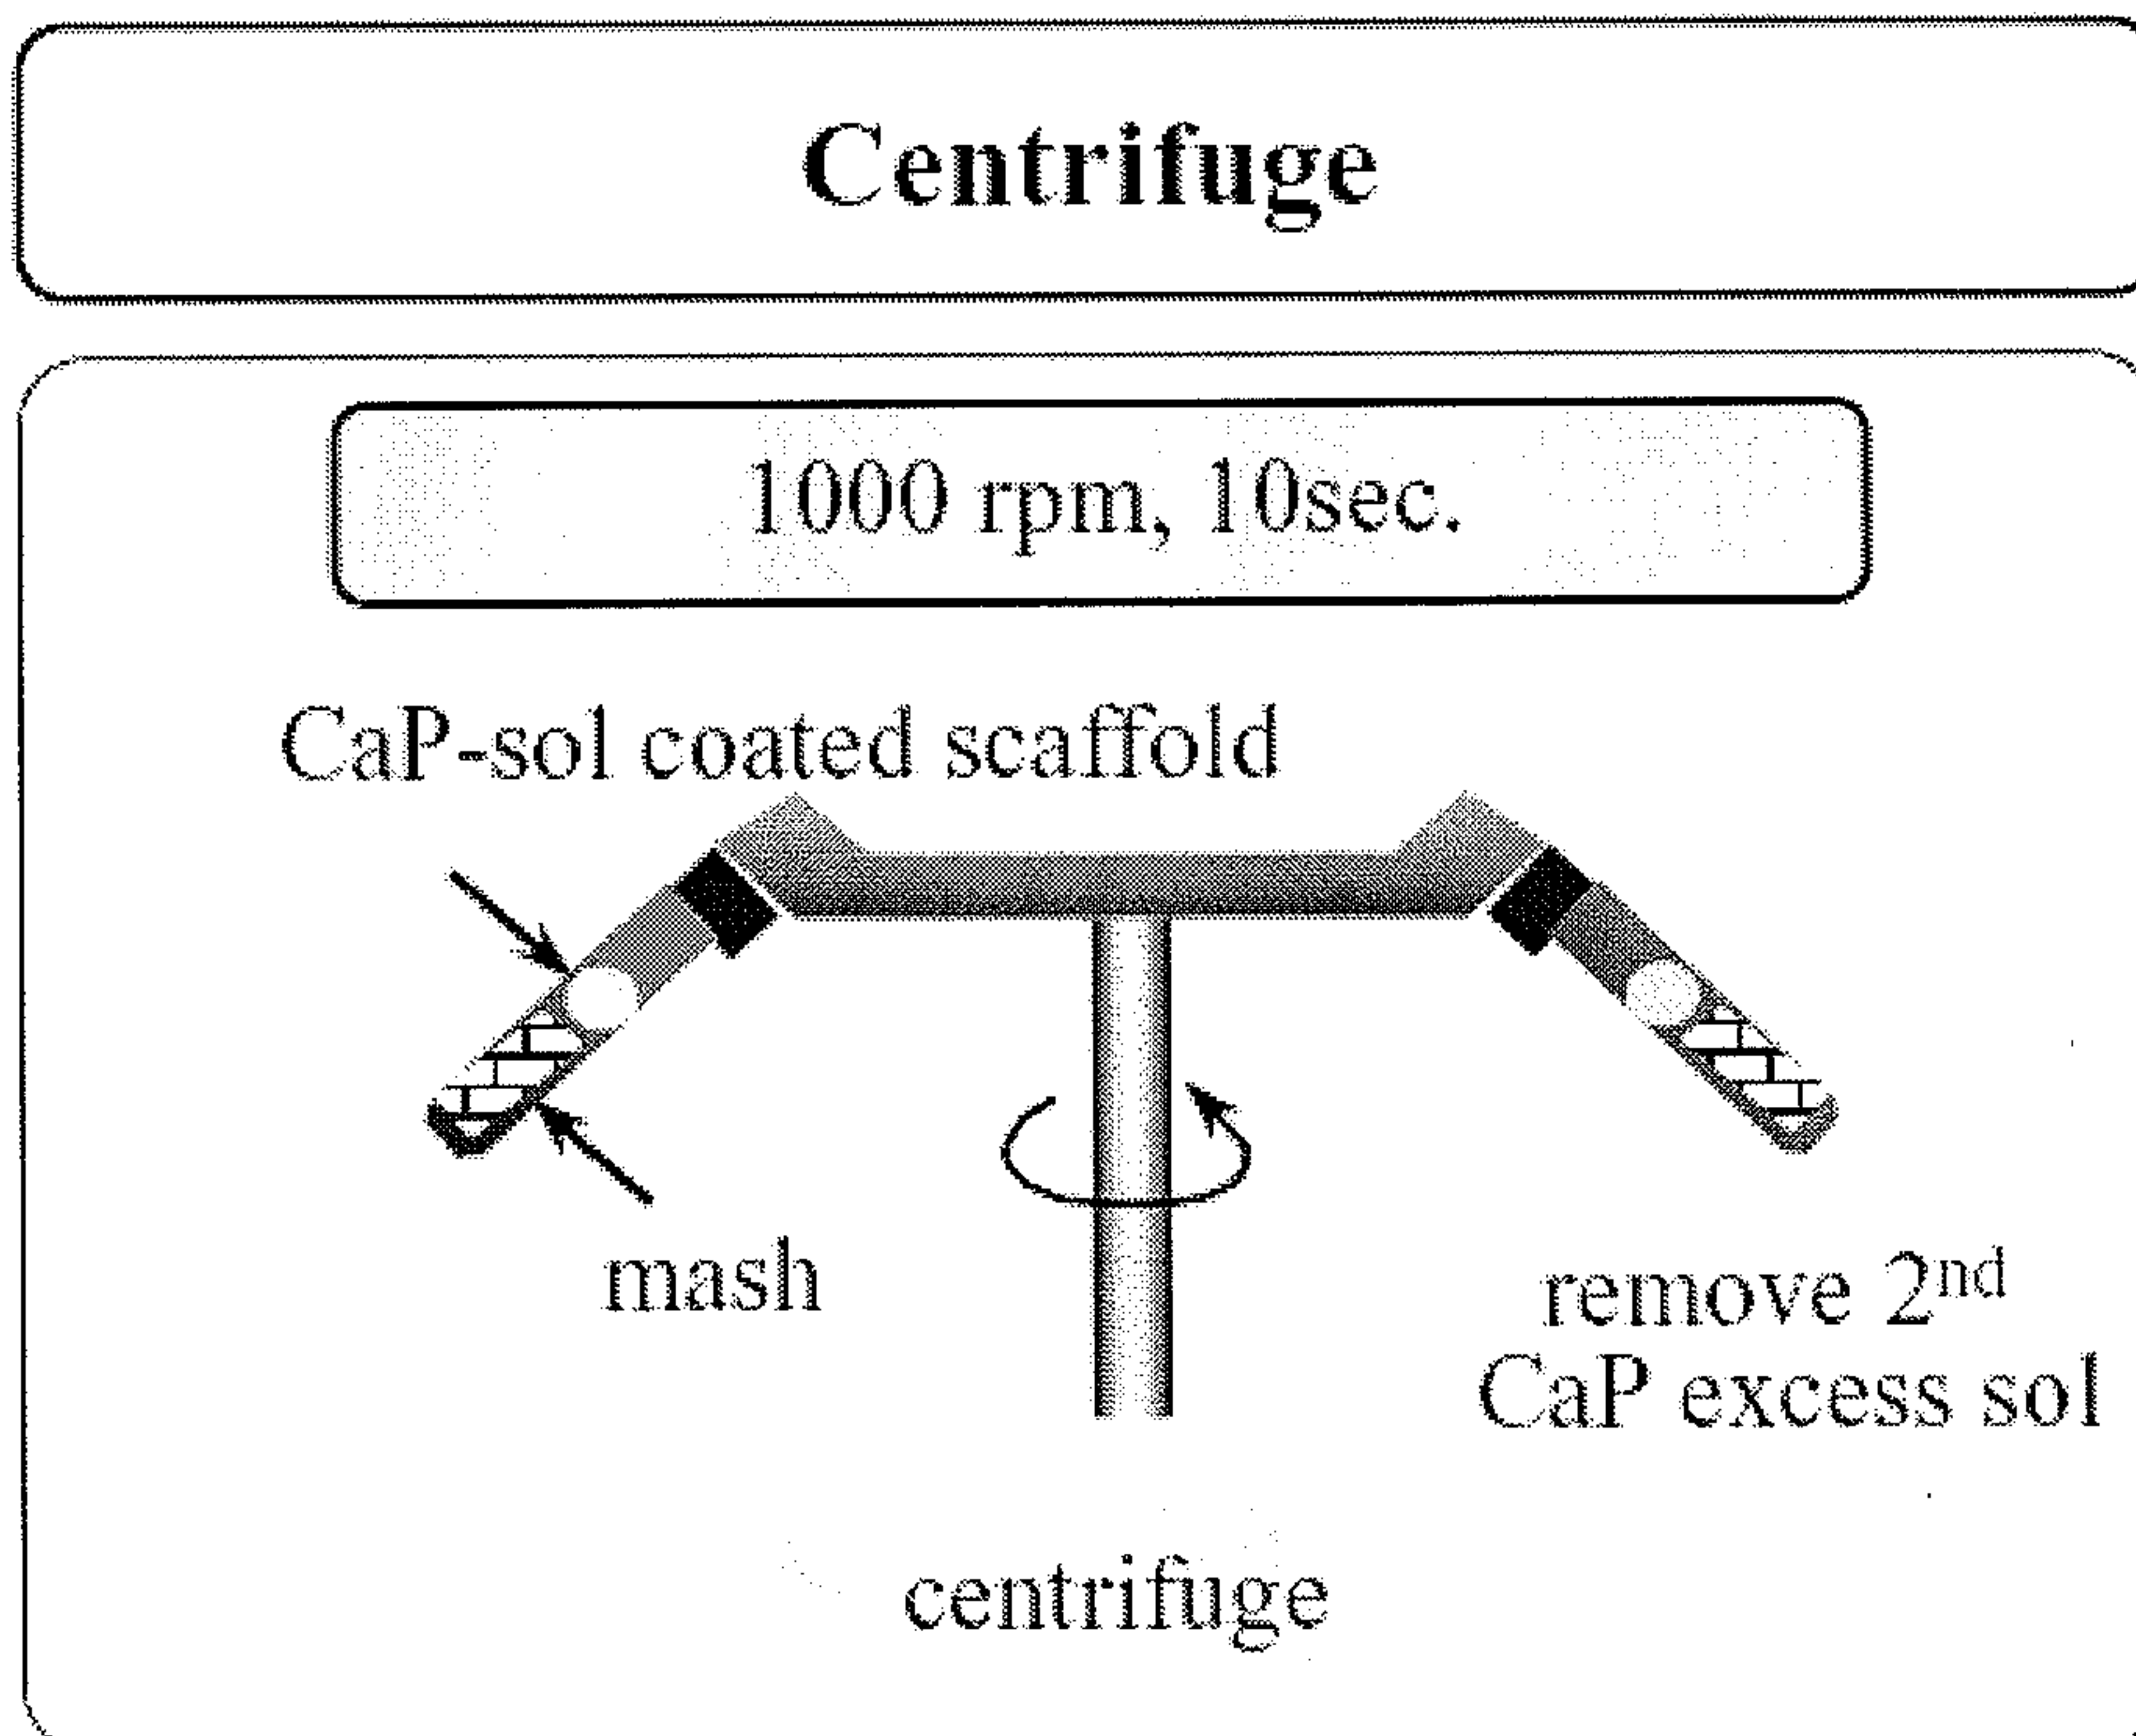 Centrifuge
1000 rpm, 10sec.
CaP-sol coated scaffold
mash
remove 2nd
CaP excess sol
centrifuge